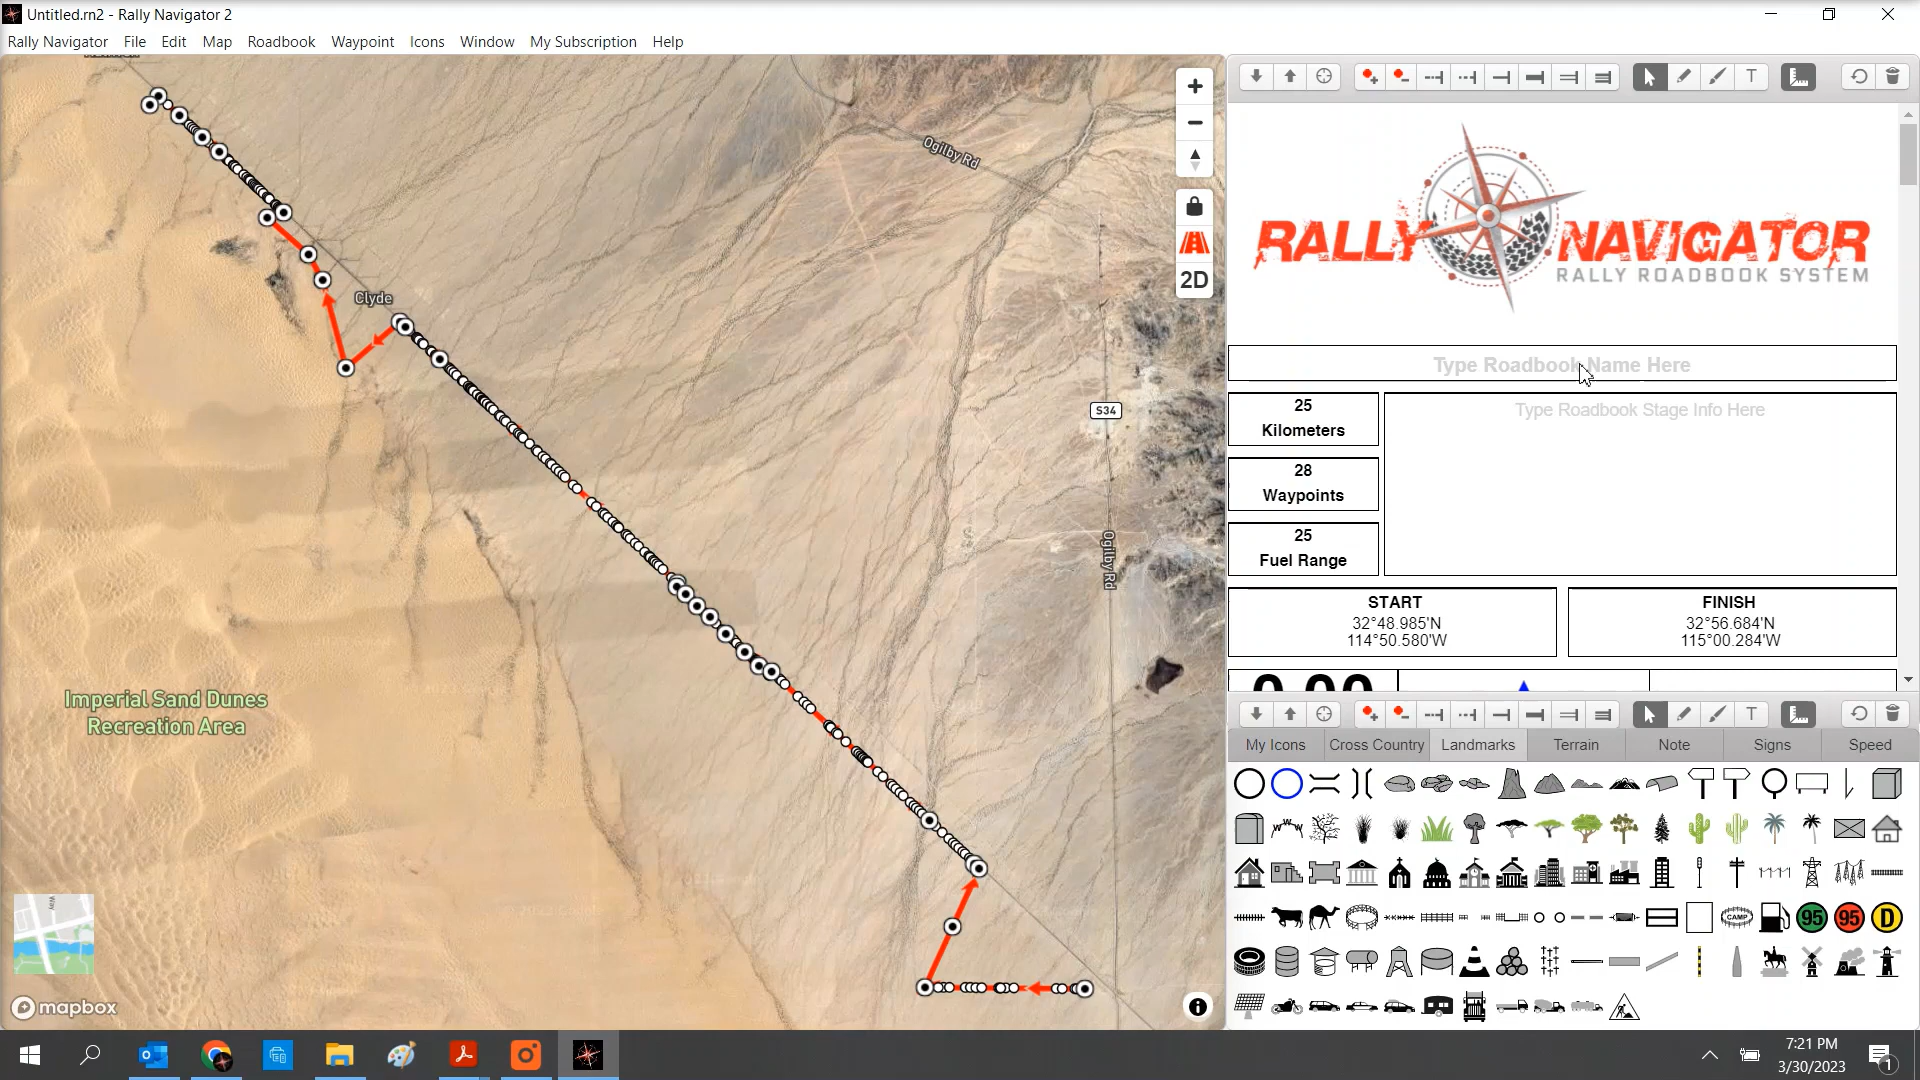 Untitled.rn2 - Rally Navigator 2
Rally Navigator File Edit Map Roadbook Waypoint Icons Window My Subscription Help
Ogilby Rd
Clyde
S34
Ogilby Rd
Imperial Sand Dunes
Recreation Area
Way
mapbox
2D
T
RALLY NAVIGATOR
RALLY ROADBOOK SYSTEM
Type Roadbook Name Here
25
Kilometers
Type Roadbook Stage Info Here
28
Waypoints
25
Fuel Range
START
32°48.985'N
114°50.580'W
FINISH
32°56.684'N
115°00.284'W
T
My Icons Cross Country Landmarks Terrain Note Signs Speed
CAMP 95 95 D
7:21 PM
3/30/2023
1